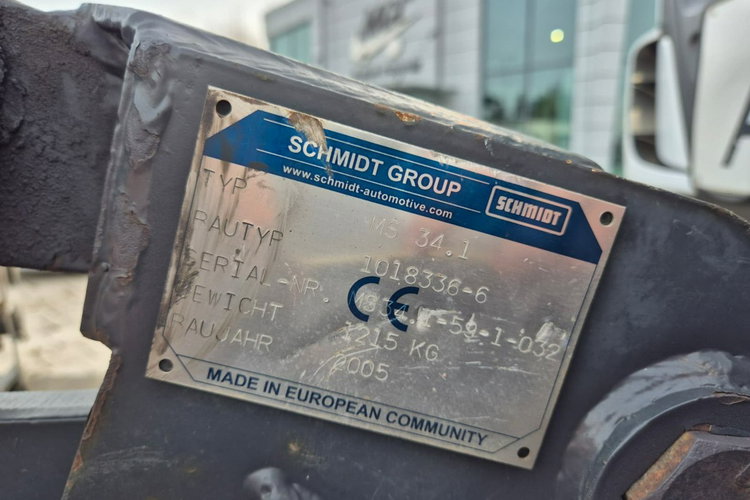 SCHMIDT GROUP
www.schmidt-automotive.com
SCHMIDT
TYP MS 34.1
BAUTYP 1018336-6
SERIAL-NR.
CE
GEWICHT 1215 KG
BAUJAHR 2005
MADE IN EUROPEAN COMMUNITY